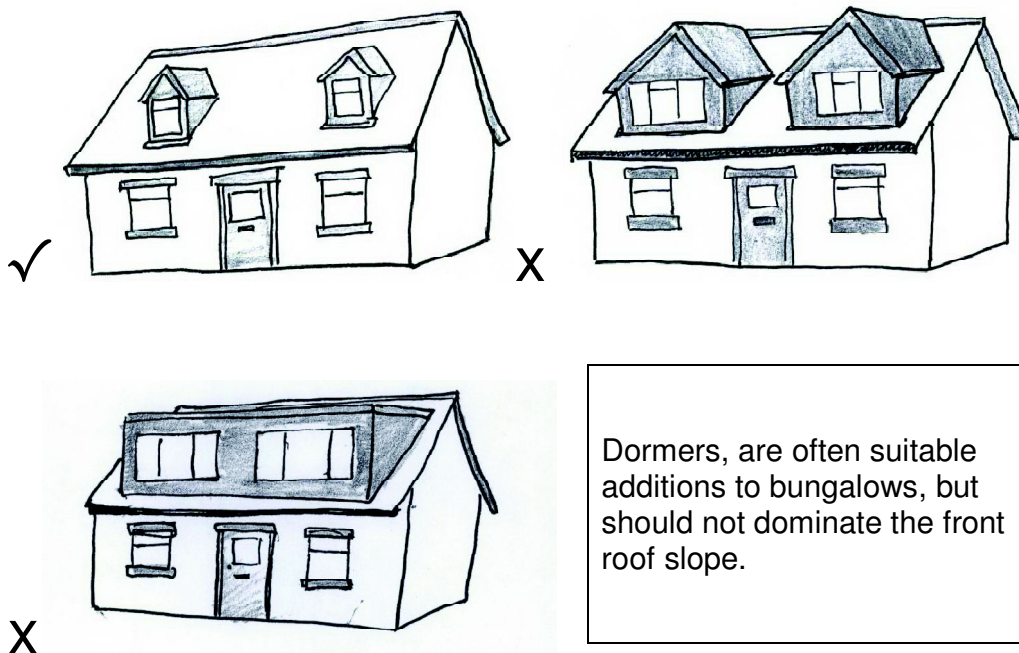 ✓
X
X
Dormers, are often suitable
additions to bungalows, but
should not dominate the front
roof slope.